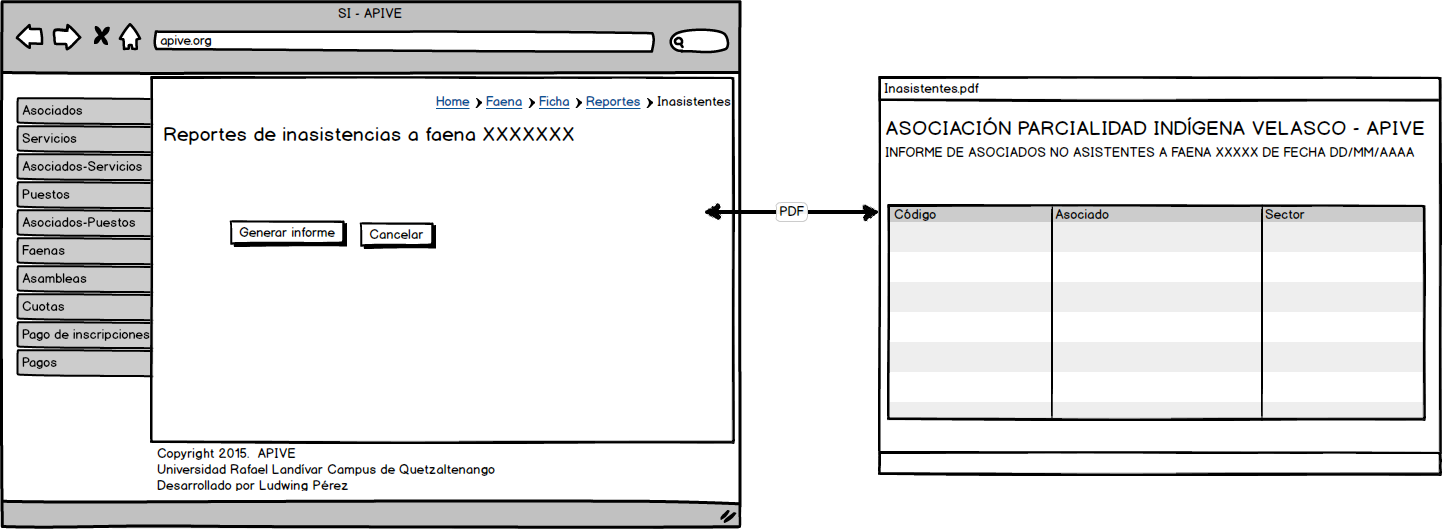 SI - APIVE
apive.org
Home Faena Ficha Reportes Inasistentes
Reportes de inasistencias a faena XXXXXXX
Asociados
Servicios
Asociados-Servicios
Puestos
Asociados-Puestos
Faenas
Asambleas
Cuotas
Pago de inscripciones
Pagos
Generar informe
Cancelar
Copyright 2015. APIVE
Universidad Rafael Landívar Campus de Quetzaltenango
Desarrollado por Ludwing Pérez
PDF
Inasistentes.pdf
ASOCIACIÓN PARCIALIDAD INDÍGENA VELASCO - APIVE
INFORME DE ASOCIADOS NO ASISTENTES A FAENA XXXXX DE FECHA DD/MM/AAAA
Código Asociado Sector